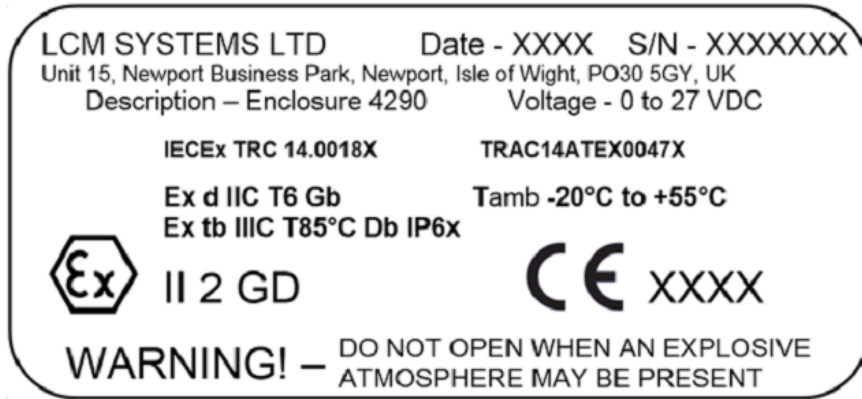 LCM SYSTEMS LTD Date - XXXX S/N - XXXXXXX
Unit 15, Newport Business Park, Newport, Isle of Wight, PO30 5GY, UK
Description – Enclosure 4290 Voltage - 0 to 27 VDC
IECEx TRC 14.0018X TRAC14ATEX0047X
Ex d IIC T6 Gb Tamb -20°C to +55°C
Ex tb IIIC T85°C Db IP6x
Ex II 2 GD CE XXXX
WARNING! – DO NOT OPEN WHEN AN EXPLOSIVE
ATMOSPHERE MAY BE PRESENT